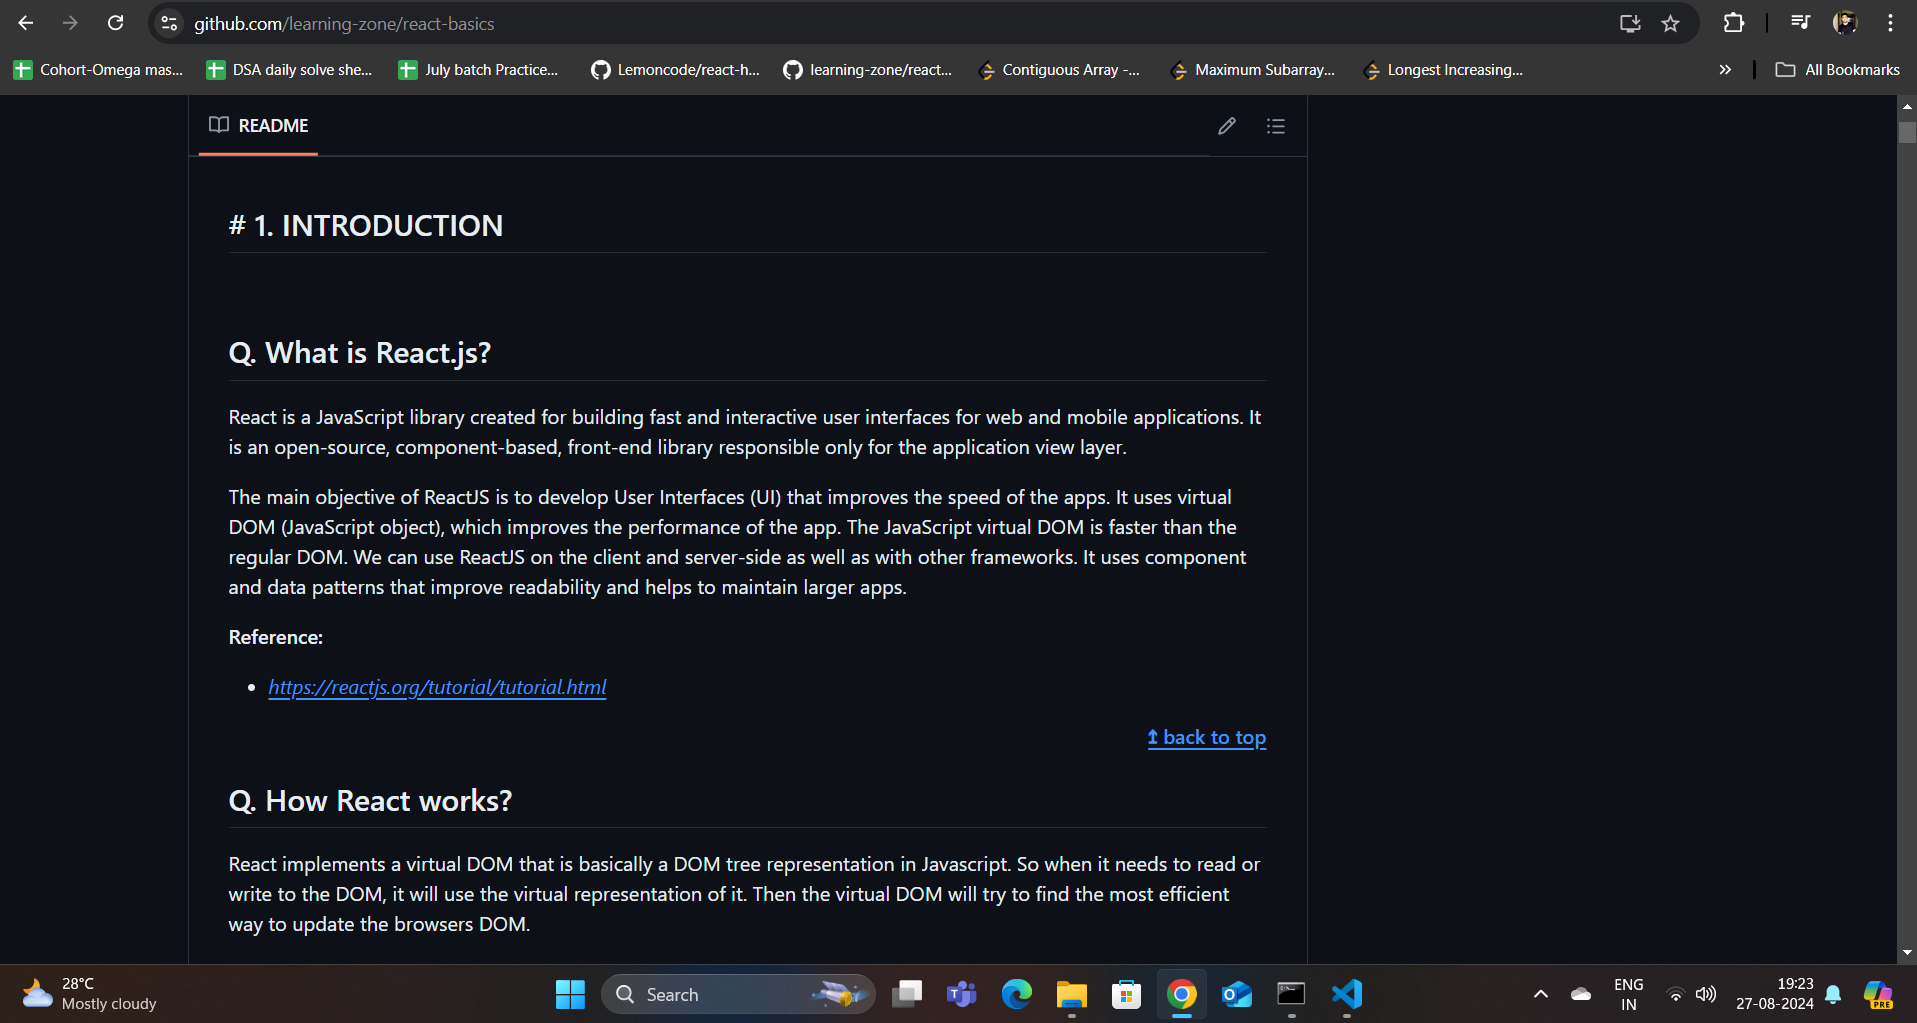 github.com/learning-zone/react-basics
Cohort-Omega mas...
DSA daily solve she...
July batch Practice...
Lemoncode/react-h...
learning-zone/react...
Contiguous Array -...
Maximum Subarray...
Longest Increasing...
All Bookmarks
README
# 1. INTRODUCTION
Q. What is React.js?
React is a JavaScript library created for building fast and interactive user interfaces for web and mobile applications. It
is an open-source, component-based, front-end library responsible only for the application view layer.
The main objective of ReactJS is to develop User Interfaces (UI) that improves the speed of the apps. It uses virtual
DOM (JavaScript object), which improves the performance of the app. The JavaScript virtual DOM is faster than the
regular DOM. We can use ReactJS on the client and server-side as well as with other frameworks. It uses component
and data patterns that improve readability and helps to maintain larger apps.
Reference:
https://reactjs.org/tutorial/tutorial.html
↥ back to top
Q. How React works?
React implements a virtual DOM that is basically a DOM tree representation in Javascript. So when it needs to read or
write to the DOM, it will use the virtual representation of it. Then the virtual DOM will try to find the most efficient
way to update the browsers DOM.
28°C
Mostly cloudy
Search
ENG
IN
19:23
27-08-2024
PRE